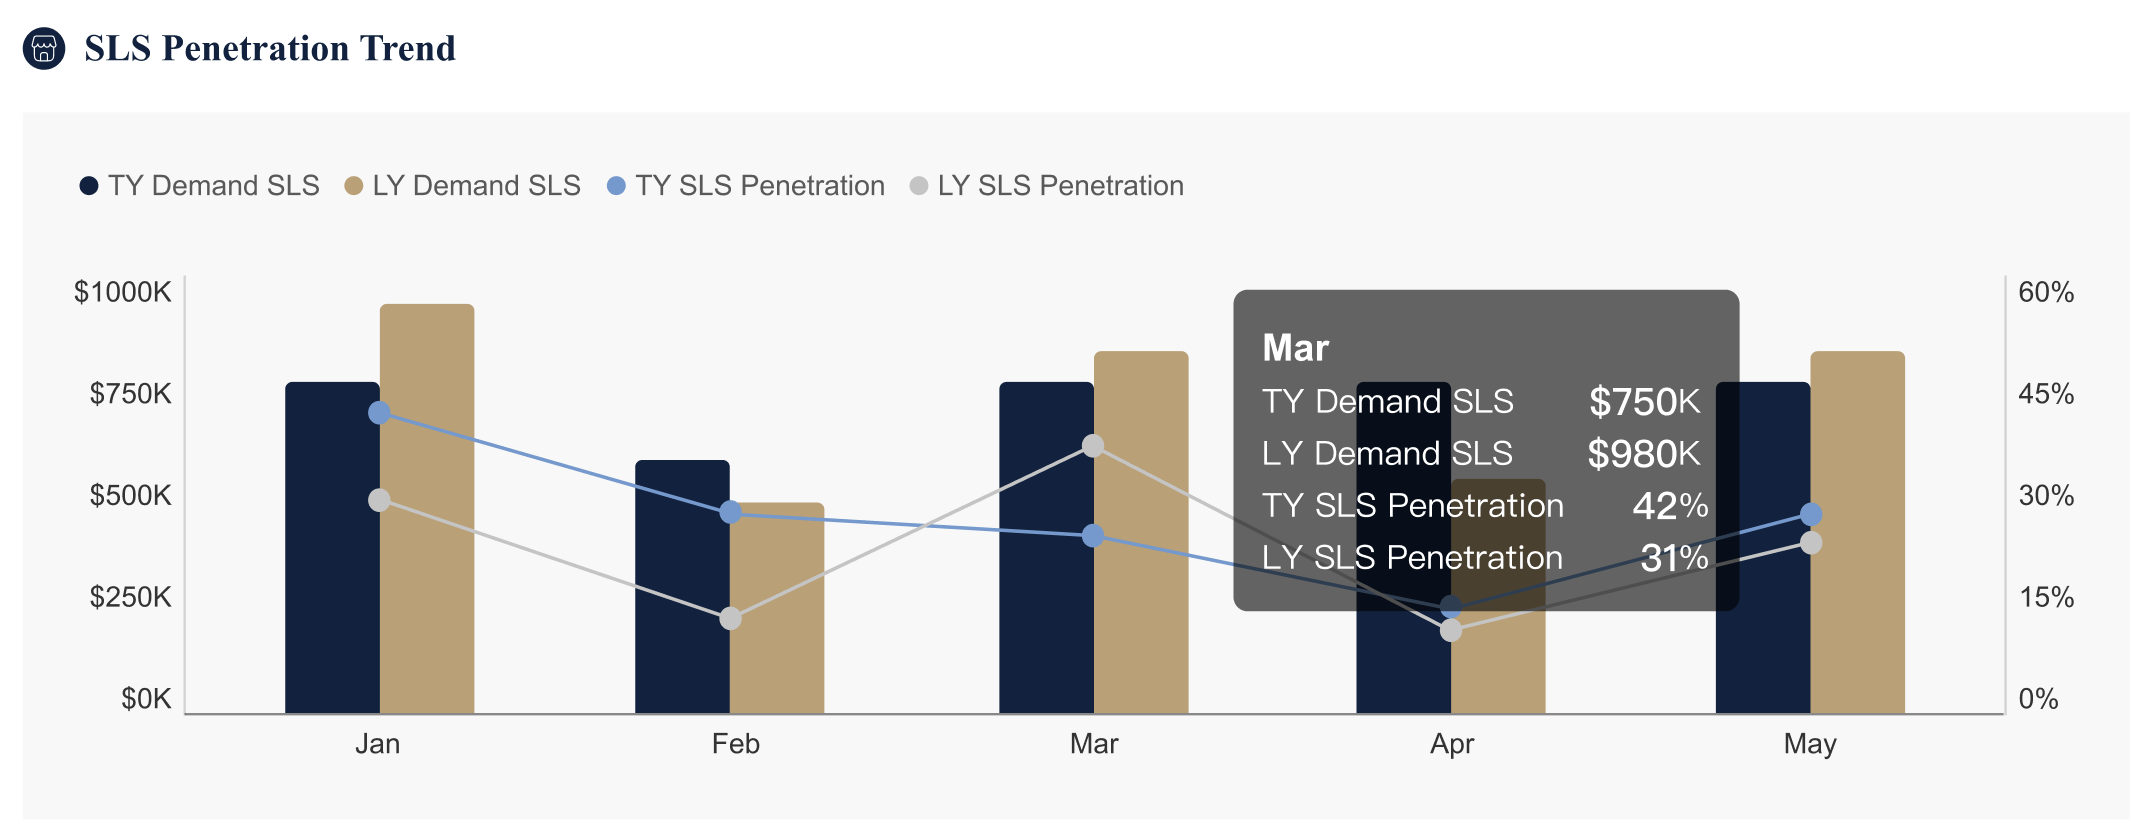 SLS Penetration Trend
TY Demand SLS LY Demand SLS TY SLS Penetration LY SLS Penetration
$1000K
$750K
$500K
$250K
$0K
60%
45%
30%
15%
0%
Mar
TY Demand SLS $750K
LY Demand SLS $980K
TY SLS Penetration 42%
LY SLS Penetration 31%
Jan Feb Mar Apr May